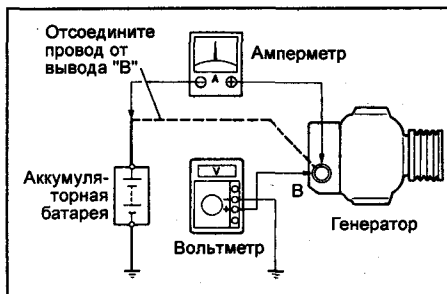 Отсоедините
провод от
вывода "В"
Амперметр
− А +
Аккумуля-
торная
батарея
V
Вольтметр
В
Генератор